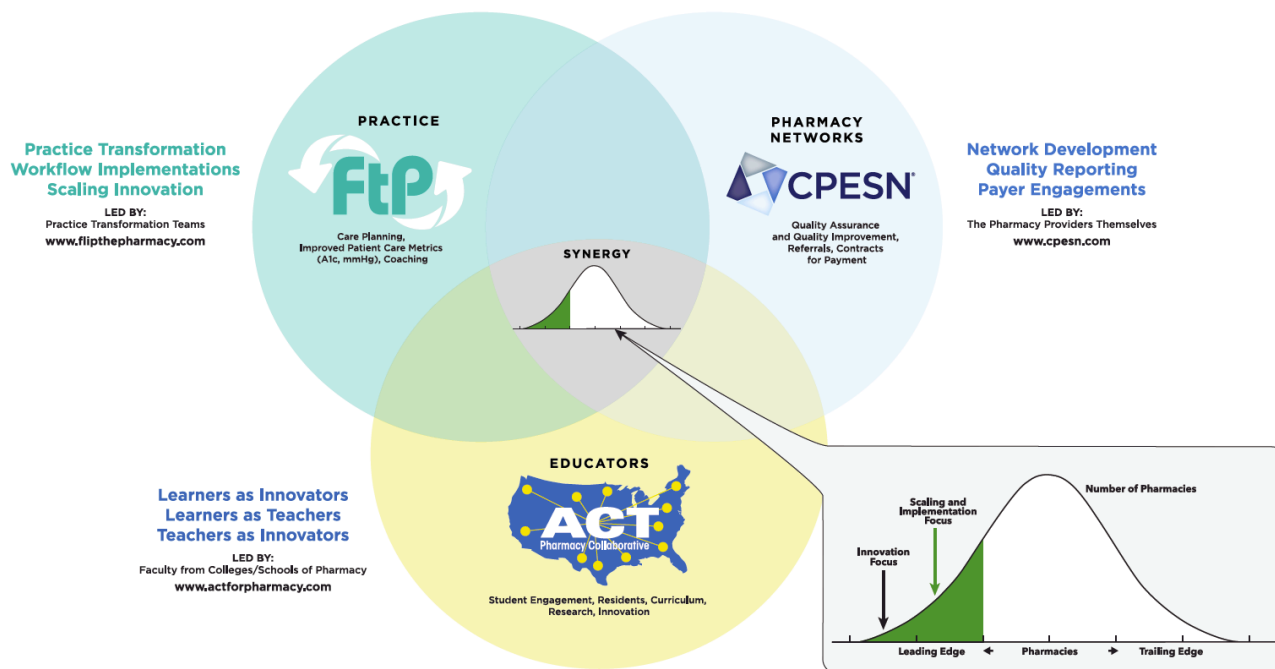 PRACTICE
FtP
Care Planning,
Improved Patient Care Metrics
(A1c, mmHg), Coaching
Practice Transformation
Workflow Implementations
Scaling Innovation
LED BY:
Practice Transformation Teams
www.flipthepharmacy.com
PHARMACY
NETWORKS
CPESN®
Quality Assurance
and Quality Improvement,
Referrals, Contracts
for Payment
Network Development
Quality Reporting
Payer Engagements
LED BY:
The Pharmacy Providers Themselves
www.cpesn.com
SYNERGY
EDUCATORS
ACT
Pharmacy Collaborative
Student Engagement, Residents, Curriculum,
Research, Innovation
Learners as Innovators
Learners as Teachers
Teachers as Innovators
LED BY:
Faculty from Colleges/Schools of Pharmacy
www.actforpharmacy.com
Number of Pharmacies
Scaling and
Implementation
Focus
Innovation
Focus
Leading Edge
Pharmacies
Trailing Edge